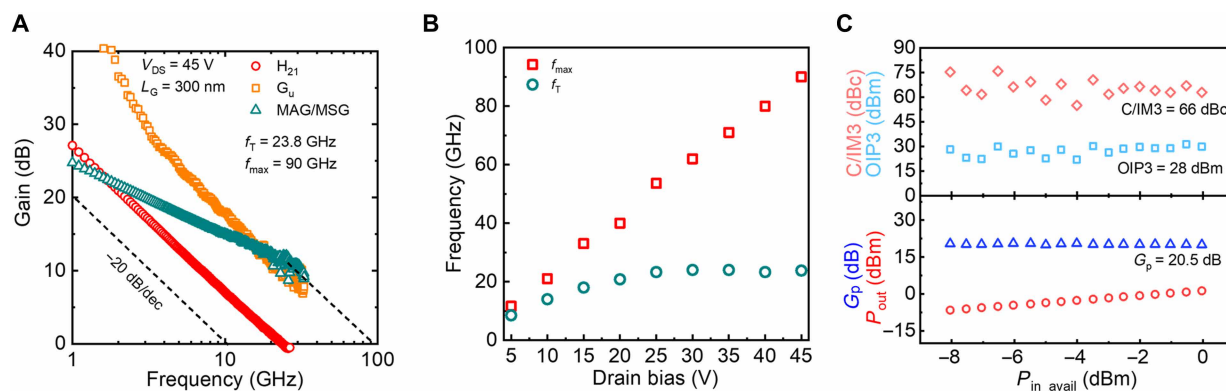 A
Gain (dB)
40
30
20
10
0
V_DS = 45 V
L_G = 300 nm
H_21
G_u
MAG/MSG
f_T = 23.8 GHz
f_max = 90 GHz
−20 dB/dec
1
10
100
Frequency (GHz)
B
Frequency (GHz)
100
80
60
40
20
0
f_max
f_T
5 10 15 20 25 30 35 40 45
Drain bias (V)
C
C/IM3 (dBc)
OIP3 (dBm)
90
75
60
45
30
15
0
C/IM3 = 66 dBc
OIP3 = 28 dBm
G_p (dB)
P_out (dBm)
30
15
0
−15
G_p = 20.5 dB
-8 -6 -4 -2 0
P_in_avail (dBm)